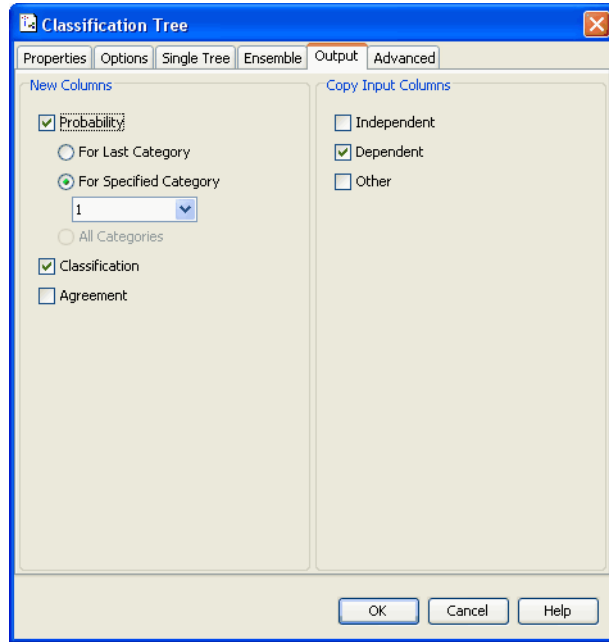 Classification Tree
Properties Options Single Tree Ensemble Output Advanced
New Columns
Probability
For Last Category
For Specified Category
1
All Categories
Classification
Agreement
Copy Input Columns
Independent
Dependent
Other
OK Cancel Help